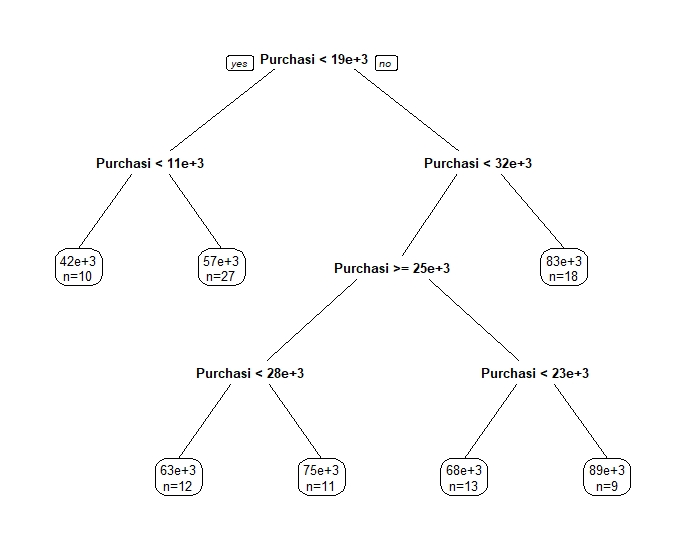 yes Purchasi < 19e+3 no
Purchasi < 11e+3
Purchasi < 32e+3
42e+3
n=10
57e+3
n=27
Purchasi >= 25e+3
83e+3
n=18
Purchasi < 28e+3
Purchasi < 23e+3
63e+3
n=12
75e+3
n=11
68e+3
n=13
89e+3
n=9